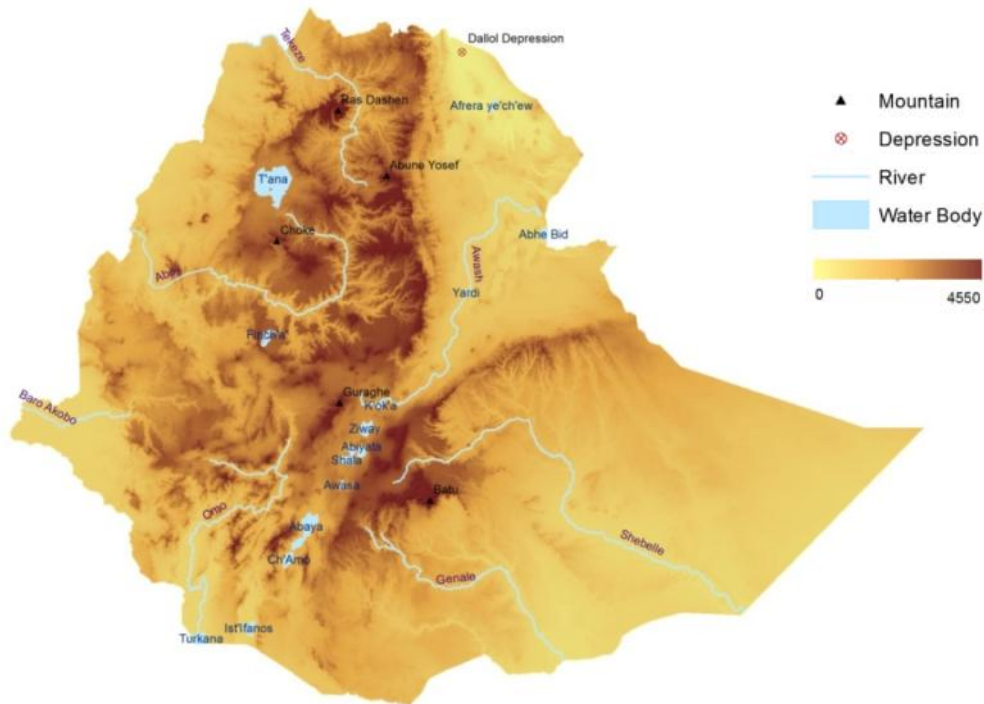 Dallol Depression
Tekeze
Afrera ye'ch'ew
Ras Dashen
Abune Yosef
T'ana
Choke
Abhe Bid
Awash
Yardi
Guraghe
K'ok'a
Baro Akobo
Ziway
Abiyata
Shala
Awasa
Batu
Omo
Abaya
Ch'Amo
Shebelle
Genale
Ist'ifanos
Turkana
Mountain
Depression
River
Water Body
0
4550